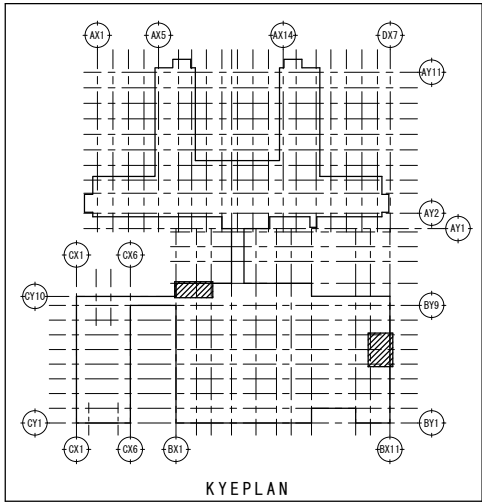 AX1 AX5 AX14 DX7
AY11
AY2
AY1
CX1 CX6
CY10 BY9
CY1 BY1
CX1 CX6 BX1 BX11
KYEPLAN